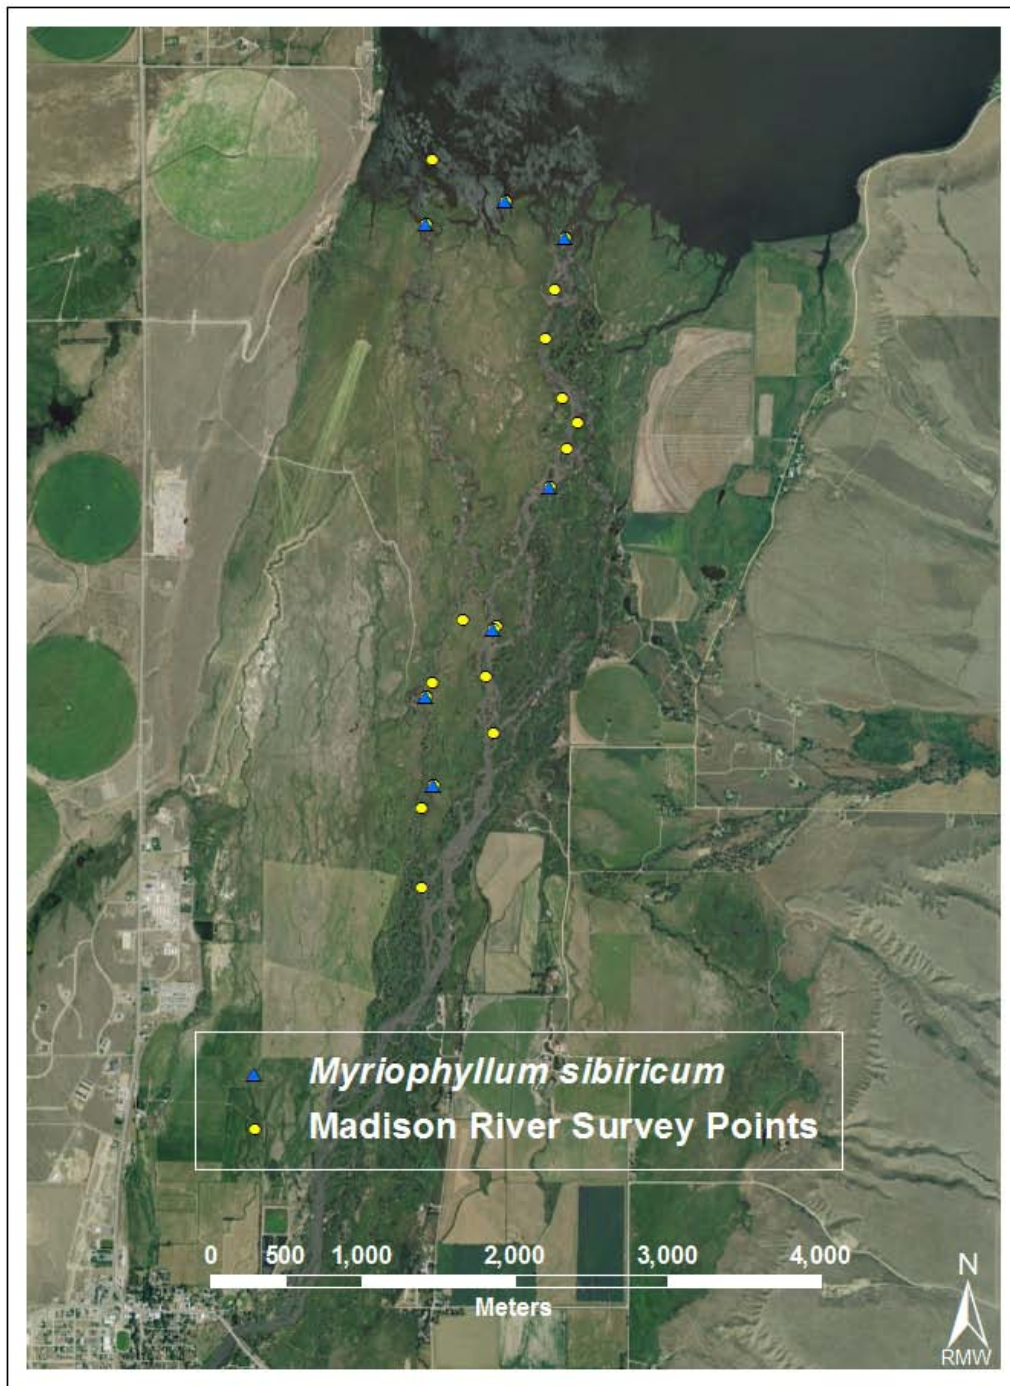 Myriophyllum sibiricum
Madison River Survey Points
0 500 1,000 2,000 3,000 4,000
Meters
N
RMW